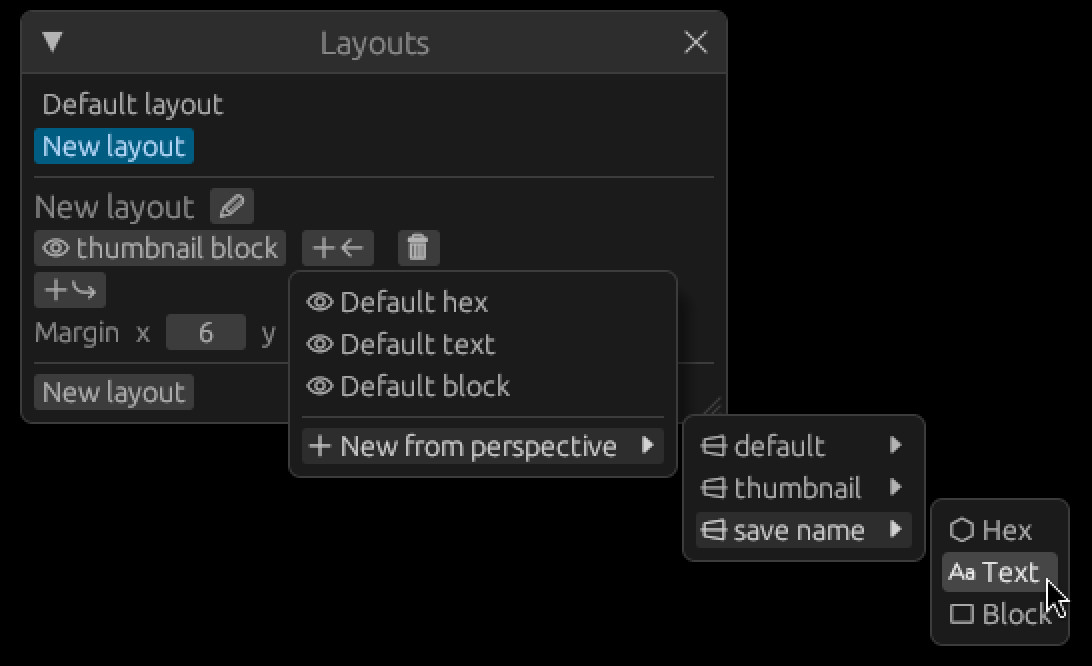 Layouts
Default layout
New layout
New layout
thumbnail block
Margin x 6 y
New layout
Default hex
Default text
Default block
New from perspective
default
thumbnail
save name
Hex
Aa Text
Block